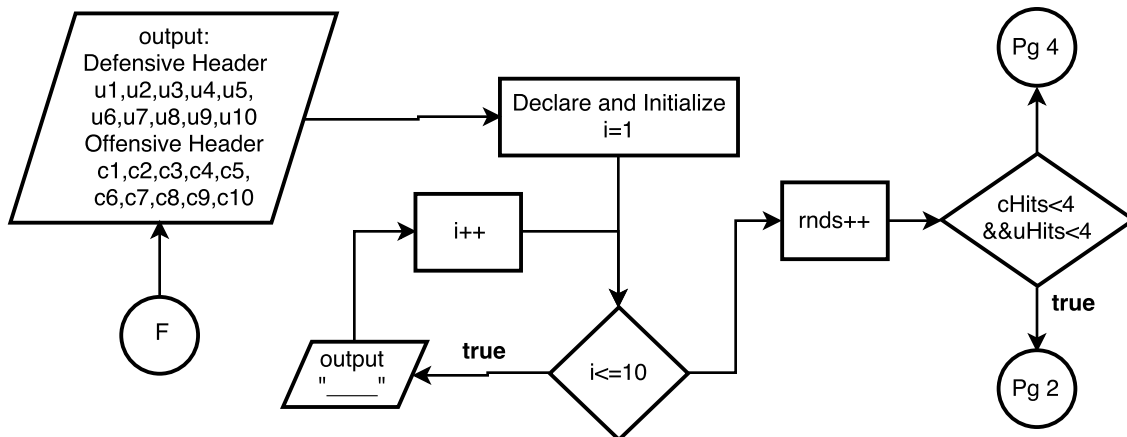 output:
Defensive Header
u1,u2,u3,u4,u5,
u6,u7,u8,u9,u10
Offensive Header
c1,c2,c3,c4,c5,
c6,c7,c8,c9,c10
F
Declare and Initialize
i=1
i++
output
"____"
true
i<=10
rnds++
Pg 4
cHits<4
&&uHits<4
true
Pg 2